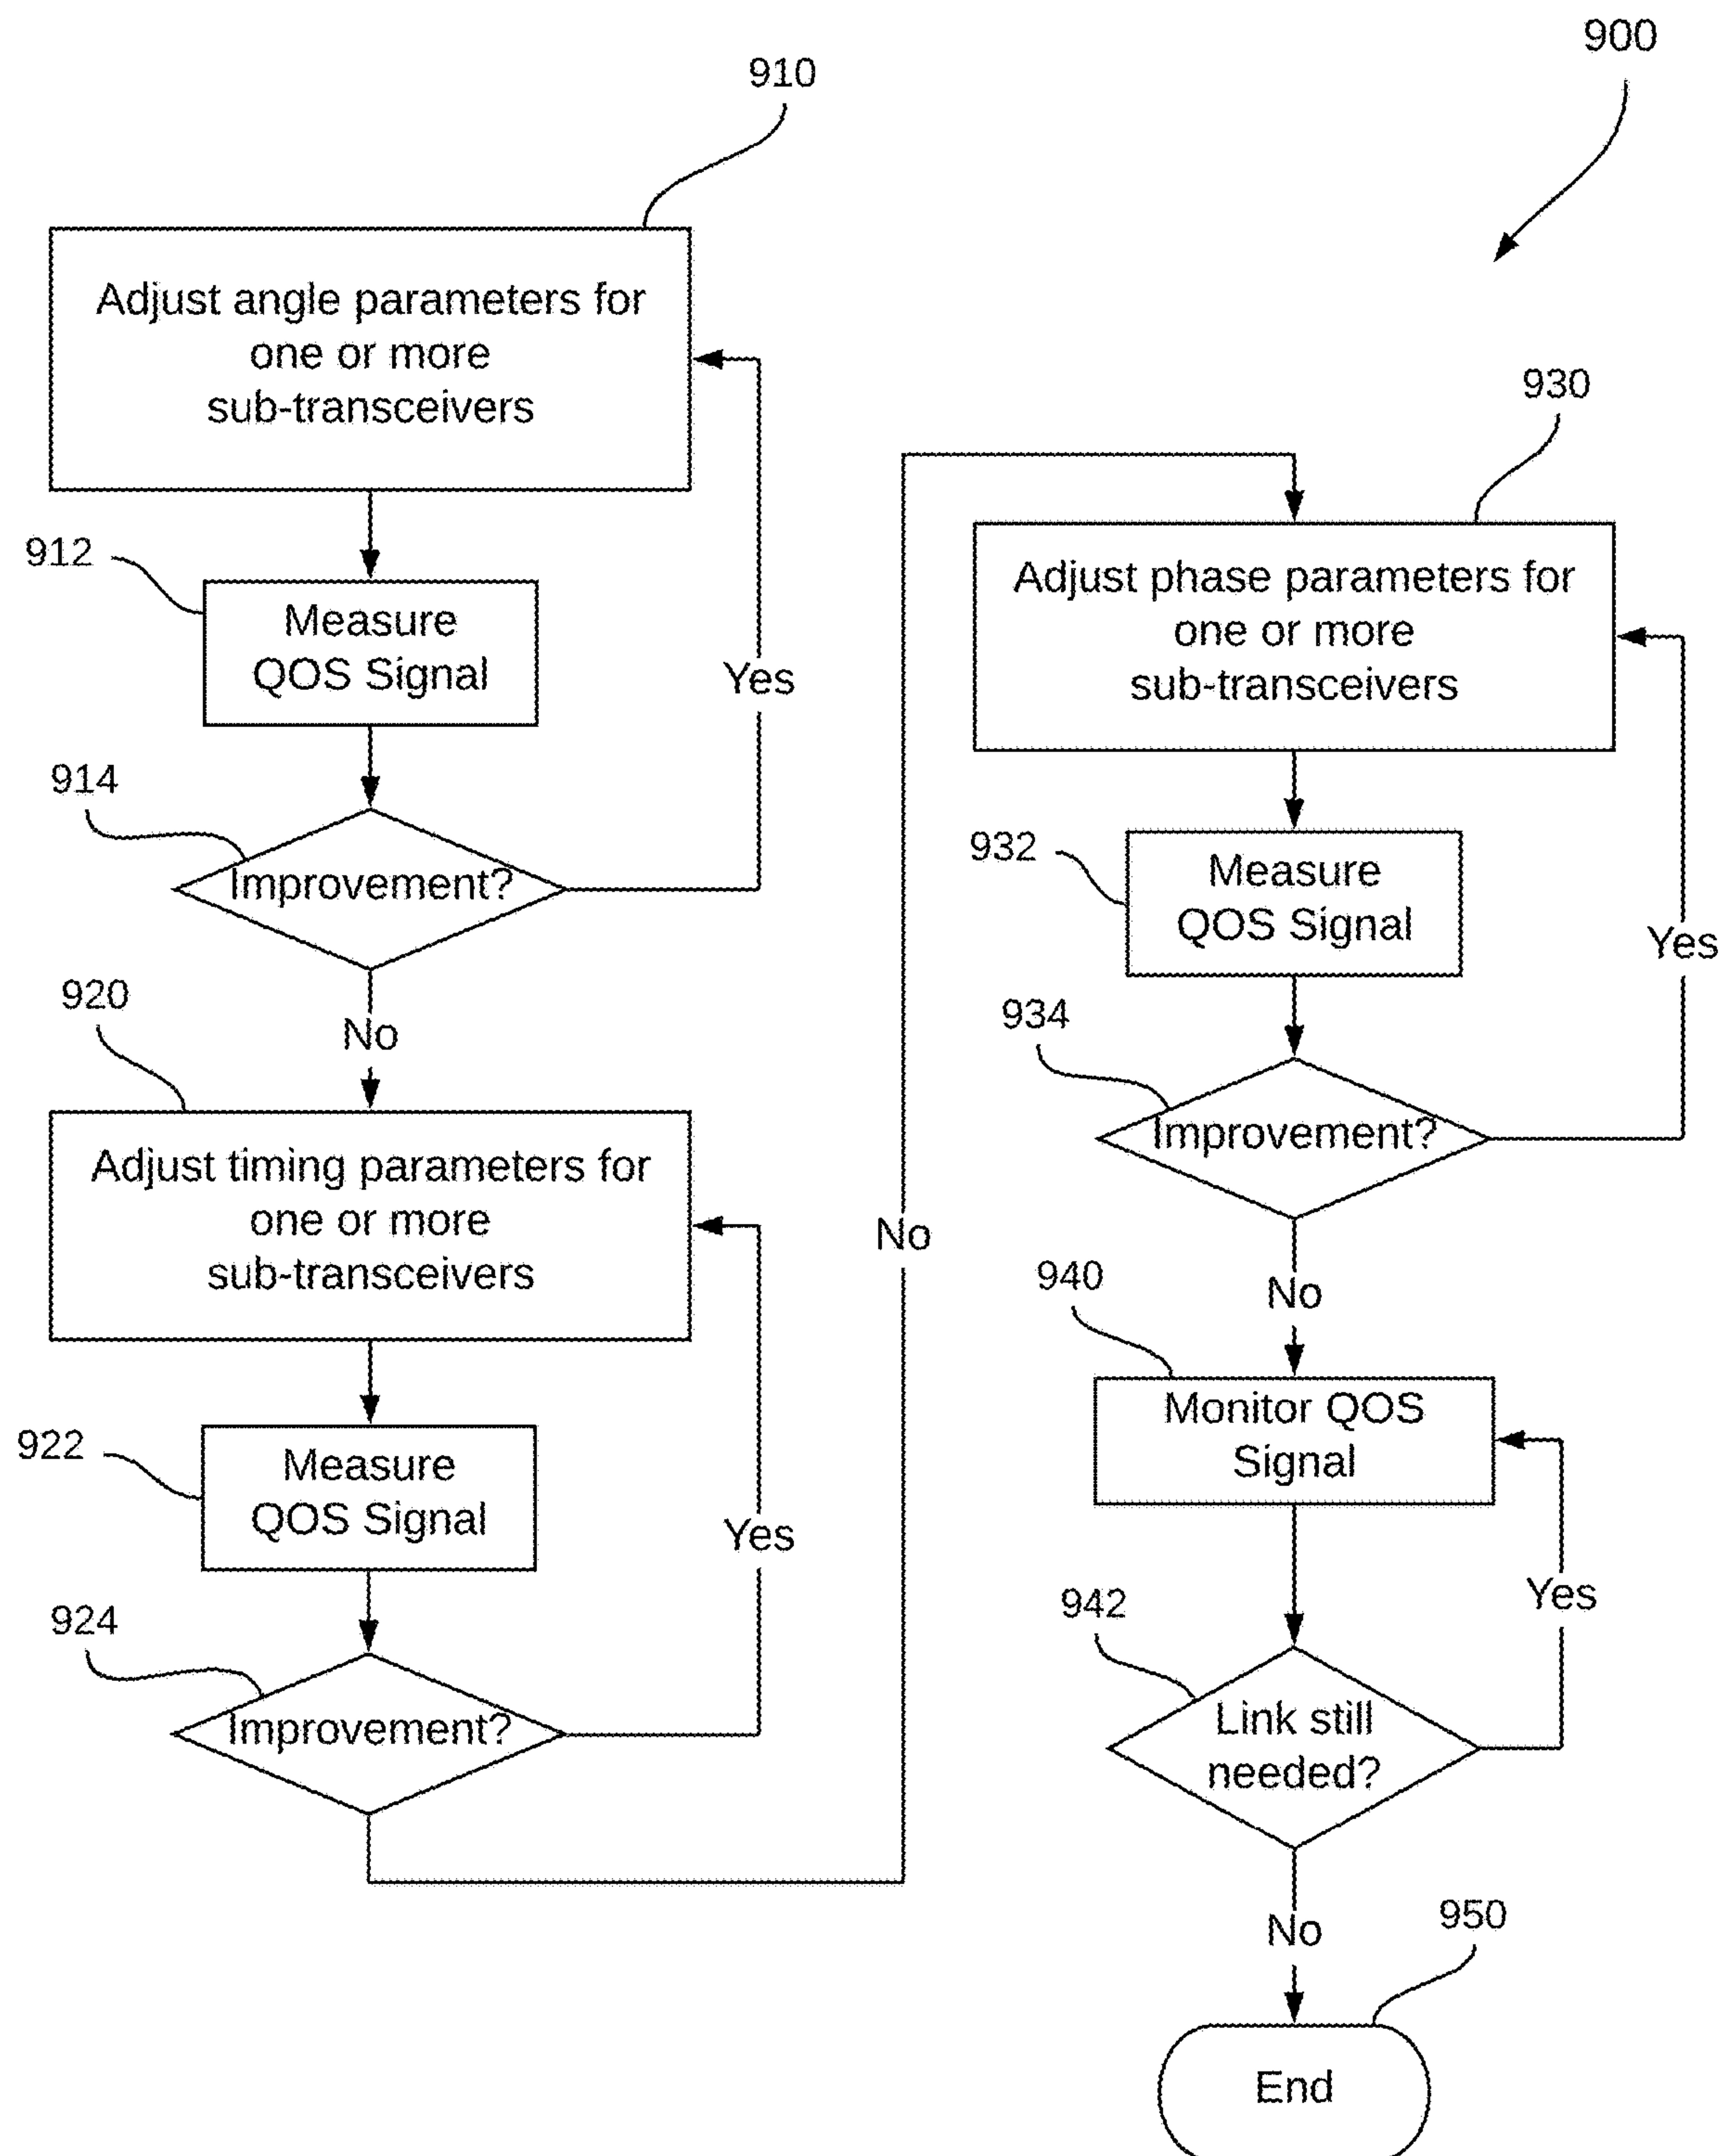 900
910
Adjust angle parameters for
one or more
sub-transceivers
912
Measure
QOS Signal
Yes
914
Improvement?
No
920
Adjust timing parameters for
one or more
sub-transceivers
922
Measure
QOS Signal
Yes
924
Improvement?
No
930
Adjust phase parameters for
one or more
sub-transceivers
932
Measure
QOS Signal
Yes
934
Improvement?
No
940
Monitor QOS
Signal
Yes
942
Link still
needed?
No
950
End